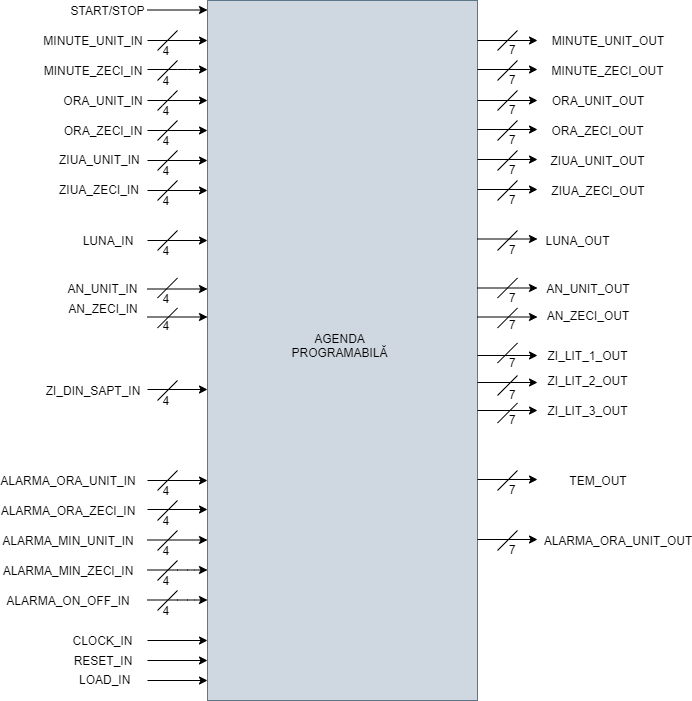 START/STOP
MINUTE_UNIT_IN
4
MINUTE_ZECI_IN
4
ORA_UNIT_IN
4
ORA_ZECI_IN
4
ZIUA_UNIT_IN
4
ZIUA_ZECI_IN
4
LUNA_IN
4
AN_UNIT_IN
4
AN_ZECI_IN
4
ZI_DIN_SAPT_IN
4
ALARMA_ORA_UNIT_IN
4
ALARMA_ORA_ZECI_IN
4
ALARMA_MIN_UNIT_IN
4
ALARMA_MIN_ZECI_IN
4
ALARMA_ON_OFF_IN
4
CLOCK_IN
RESET_IN
LOAD_IN
AGENDA
PROGRAMABILĂ
MINUTE_UNIT_OUT
7
MINUTE_ZECI_OUT
7
ORA_UNIT_OUT
7
ORA_ZECI_OUT
7
ZIUA_UNIT_OUT
7
ZIUA_ZECI_OUT
7
LUNA_OUT
7
AN_UNIT_OUT
7
AN_ZECI_OUT
7
ZI_LIT_1_OUT
7
ZI_LIT_2_OUT
7
ZI_LIT_3_OUT
7
TEM_OUT
7
ALARMA_ORA_UNIT_OUT
7